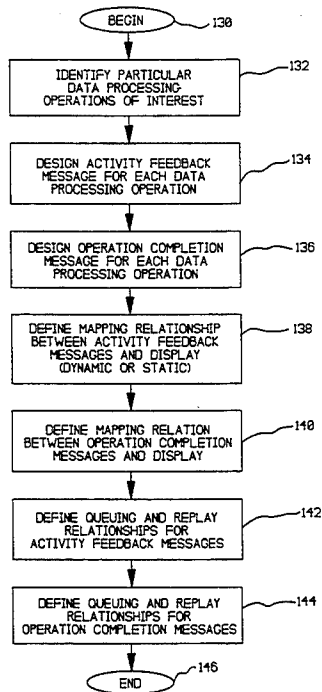 BEGIN
130
IDENTIFY PARTICULAR
DATA PROCESSING
OPERATIONS OF INTEREST
132
DESIGN ACTIVITY FEEDBACK
MESSAGE FOR EACH DATA
PROCESSING OPERATION
134
DESIGN OPERATION COMPLETION
MESSAGE FOR EACH DATA
PROCESSING OPERATION
136
DEFINE MAPPING RELATIONSHIP
BETWEEN ACTIVITY FEEDBACK
MESSAGES AND DISPLAY
(DYNAMIC OR STATIC)
138
DEFINE MAPPING RELATION
BETWEEN OPERATION COMPLETION
MESSAGES AND DISPLAY
140
DEFINE QUEUING AND REPLAY
RELATIONSHIPS FOR
ACTIVITY FEEDBACK MESSAGES
142
DEFINE QUEUING AND REPLAY
RELATIONSHIPS FOR
OPERATION COMPLETION MESSAGES
144
END
146